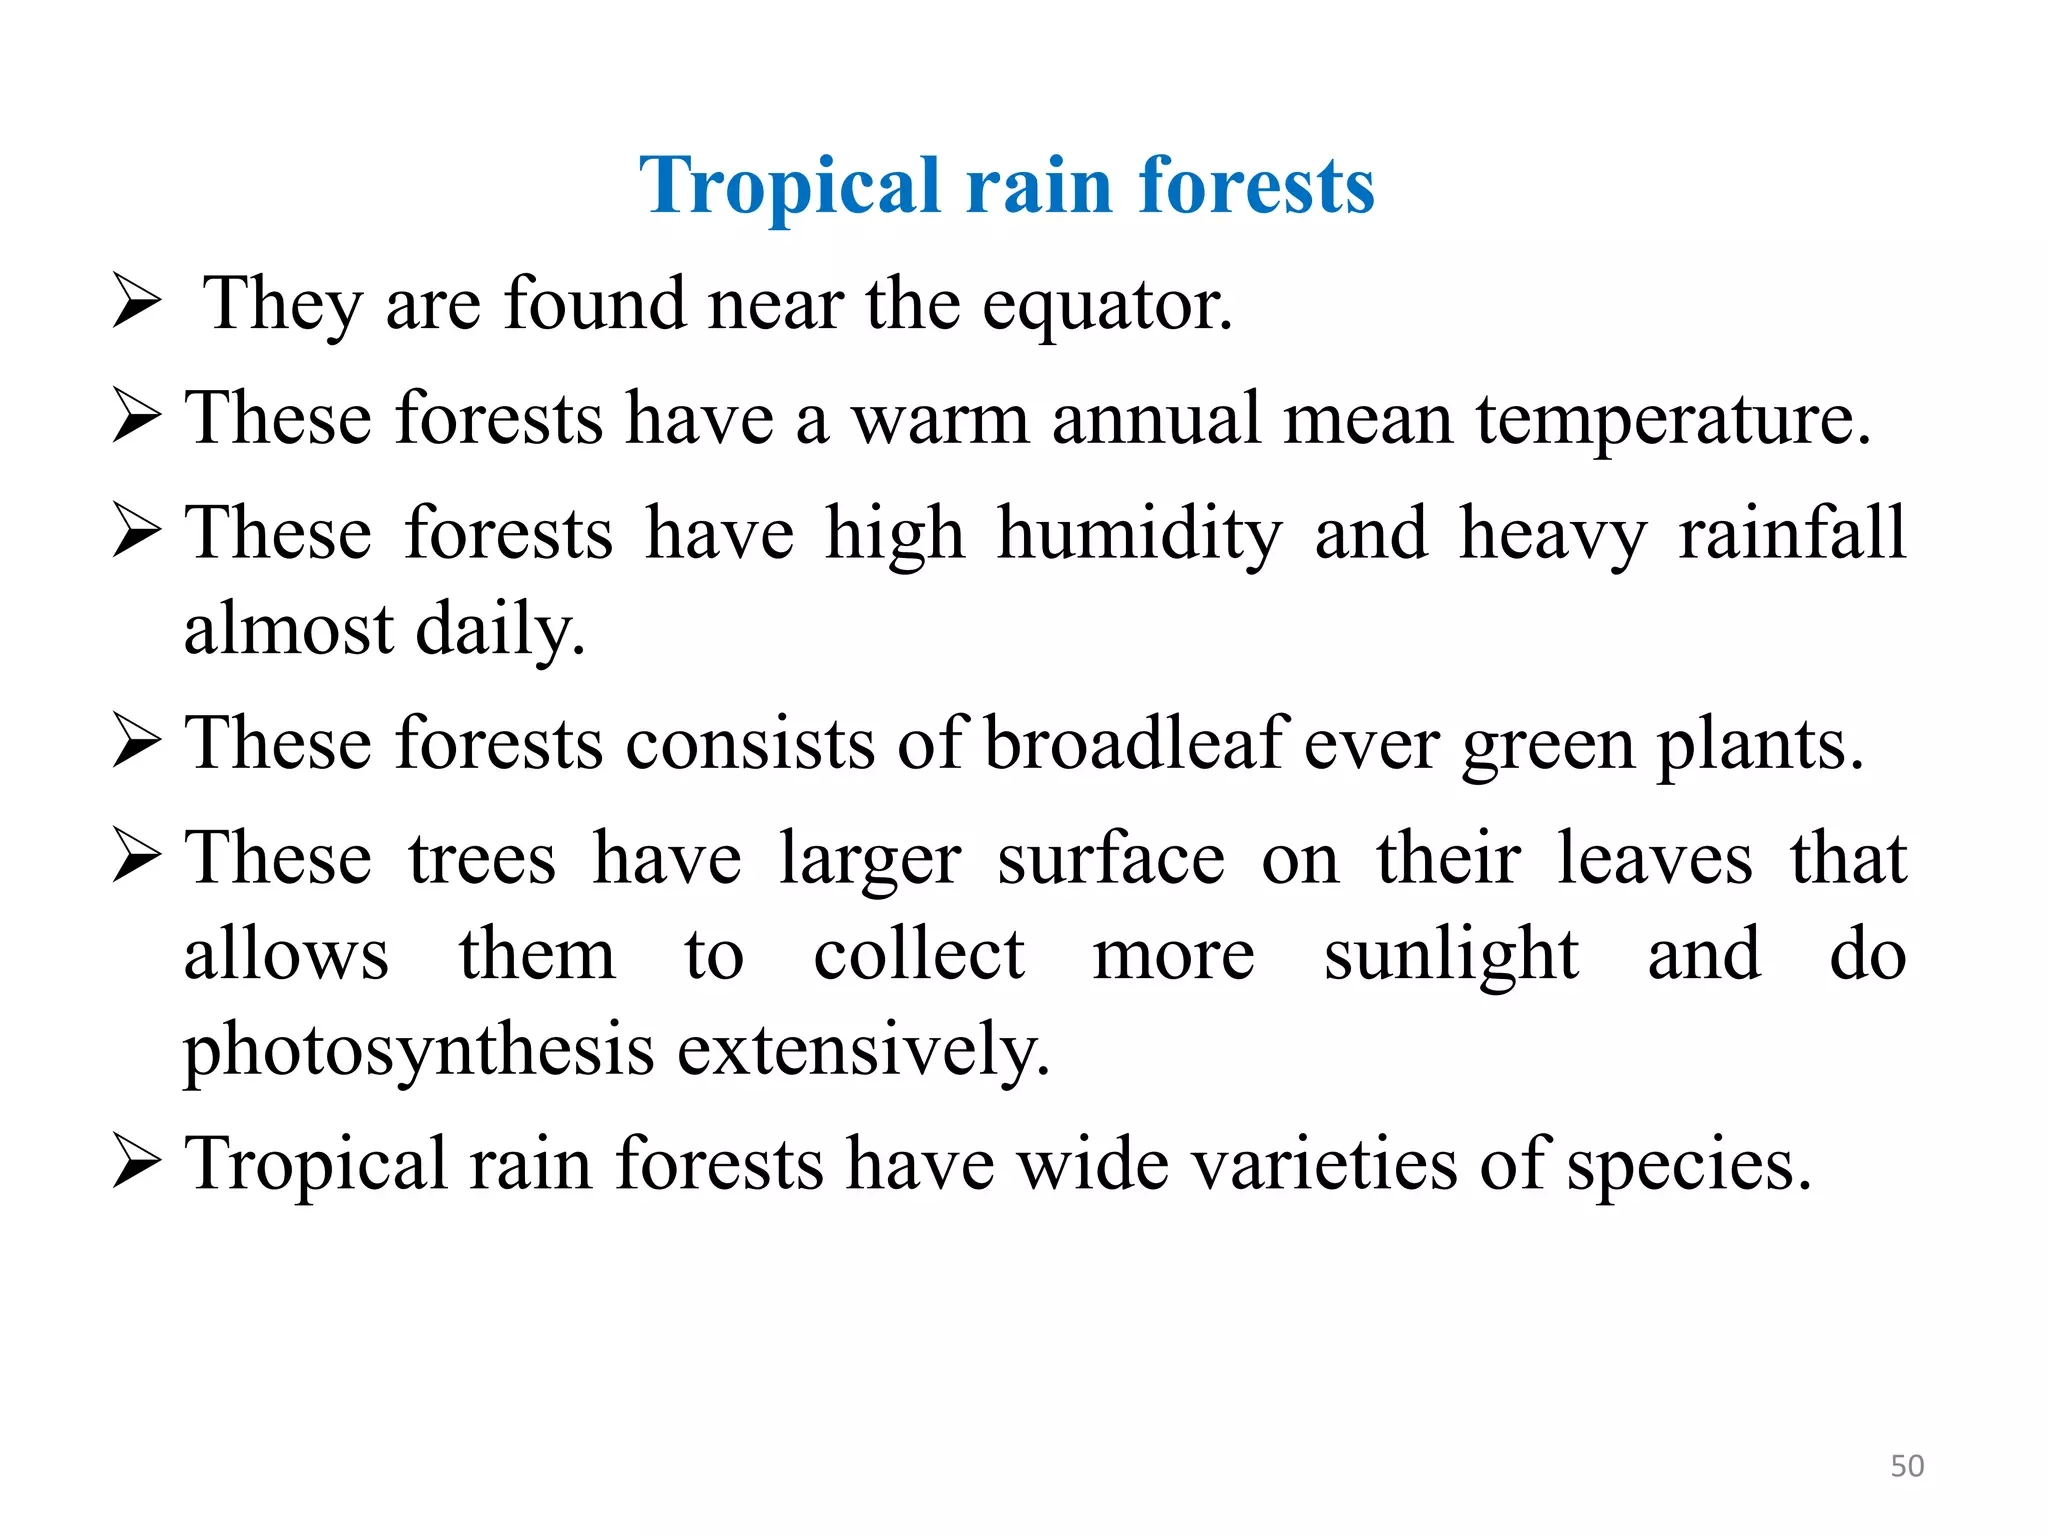 Tropical rain forests
➢ They are found near the equator.
➢ These forests have a warm annual mean temperature.
➢ These forests have high humidity and heavy rainfall
almost daily.
➢ These forests consists of broadleaf ever green plants.
➢ These trees have larger surface on their leaves that
allows them to collect more sunlight and do
photosynthesis extensively.
➢ Tropical rain forests have wide varieties of species.
50